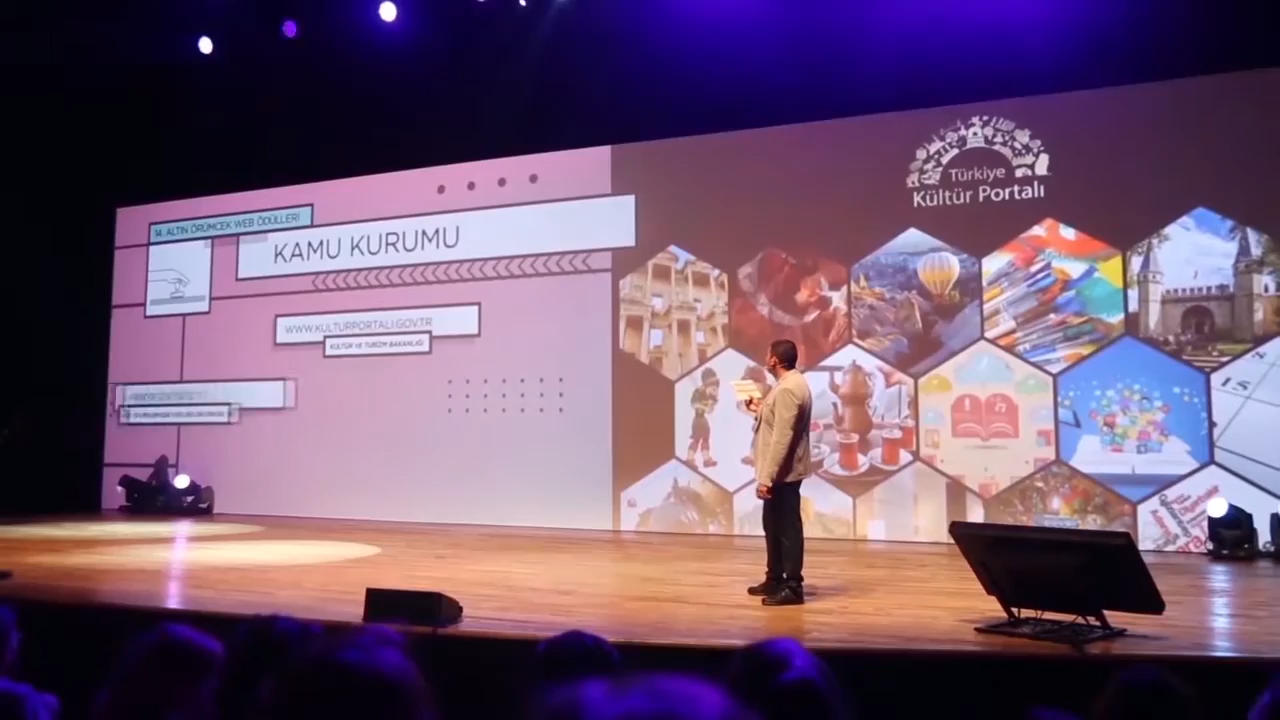 14. ALTIN ÖRÜMCEK WEB ÖDÜLLERİ
KAMU KURUMU
WWW.KULTURPORTALI.GOV.TR
KÜLTÜR VE TURİZM BAKANLIĞI
Türkiye
Kültür Portalı
15